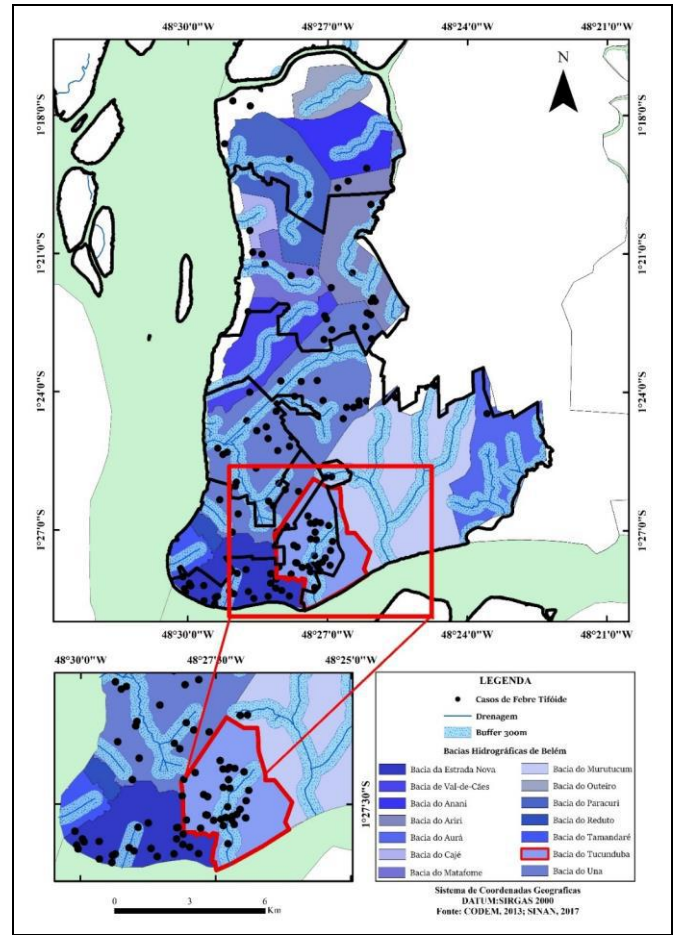 48°30'0"W 48°27'0"W 48°24'0"W 48°21'0"W
N
1°18'0"S 1°18'0"S
1°21'0"S 1°21'0"S
1°24'0"S 1°24'0"S
1°27'0"S 1°27'0"S
48°30'0"W 48°27'0"W 48°24'0"W 48°21'0"W
48°30'0"W 48°27'30"W 48°25'0"W
1°27'30"S
0 3 6
Km
LEGENDA
Casos de Febre Tifóide
Drenagem
Buffer 300m
Bacias Hidrográficas de Belém
Bacia da Estrada Nova
Bacia de Val-de-Cães
Bacia do Anani
Bacia do Ariri
Bacia do Aurá
Bacia do Cajé
Bacia do Matafome
Bacia do Murutucum
Bacia do Outeiro
Bacia do Paracuri
Bacia do Reduto
Bacia do Tamandaré
Bacia do Tucunduba
Bacia do Una
Sistema de Coordenadas Geograficas
DATUM:SIRGAS 2000
Fonte: CODEM, 2013; SINAN, 2017